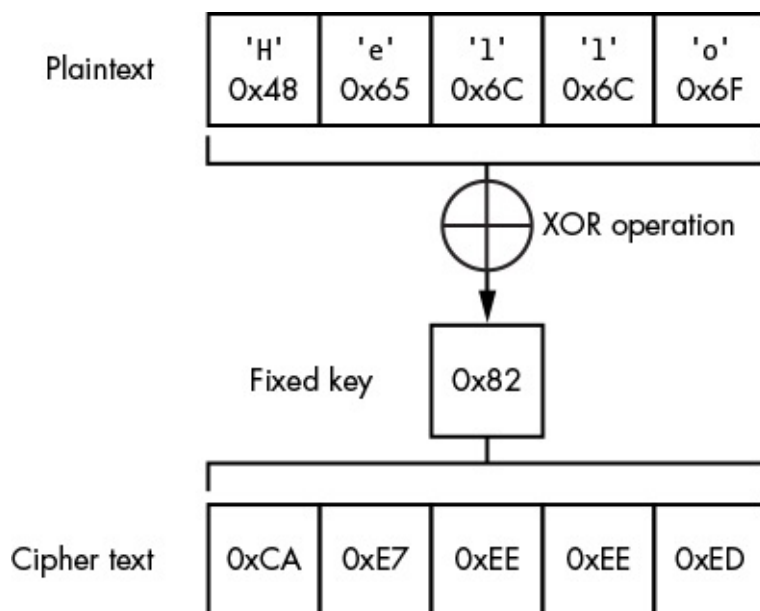 Plaintext
'H' 'e' 'l' 'l' 'o'
0x48 0x65 0x6C 0x6C 0x6F
XOR operation
Fixed key 0x82
Cipher text 0xCA 0xE7 0xEE 0xEE 0xED